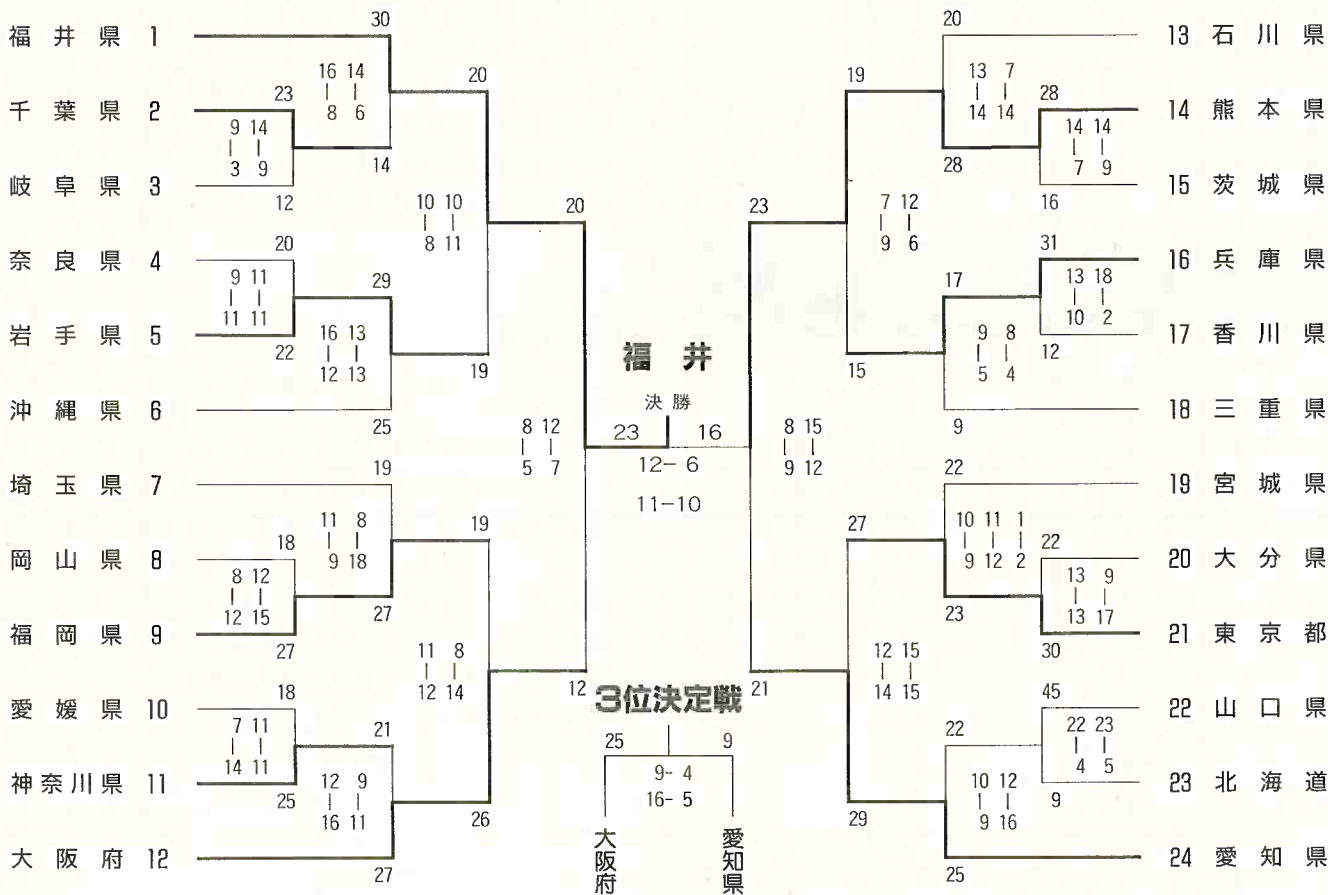 福井県 1
千葉県 2
岐阜県 3
奈良県 4
岩手県 5
沖縄県 6
埼玉県 7
岡山県 8
福岡県 9
愛媛県 10
神奈川県 11
大阪府 12
30
16 14
8 6
14
23
9 14
3 9
12
20
9 11
11 11
22
29
16 13
12 13
25
20
10 10
8 11
19
19
11 8
9 18
27
18
8 12
12 15
27
18
7 11
14 11
25
21
12 9
16 11
27
19
11 8
12 14
26
20
8 12
5 7
12
福井
決勝
23 16
12-6
11-10
3位決定戦
25 9
9-4
16-5
大阪府
愛知県
23
8 15
9 12
21
19
7 12
9 6
15
27
12 15
14 15
29
20
13 7
14 14
28
28
14 14
7 9
16
17
9 8
5 4
9
31
13 18
10 2
12
22
10 11 1
9 12 2
23
22
13 9
13 17
30
22
10 12
9 16
25
45
22 23
4 5
9
13 石川県
14 熊本県
15 茨城県
16 兵庫県
17 香川県
18 三重県
19 宮城県
20 大分県
21 東京都
22 山口県
23 北海道
24 愛知県